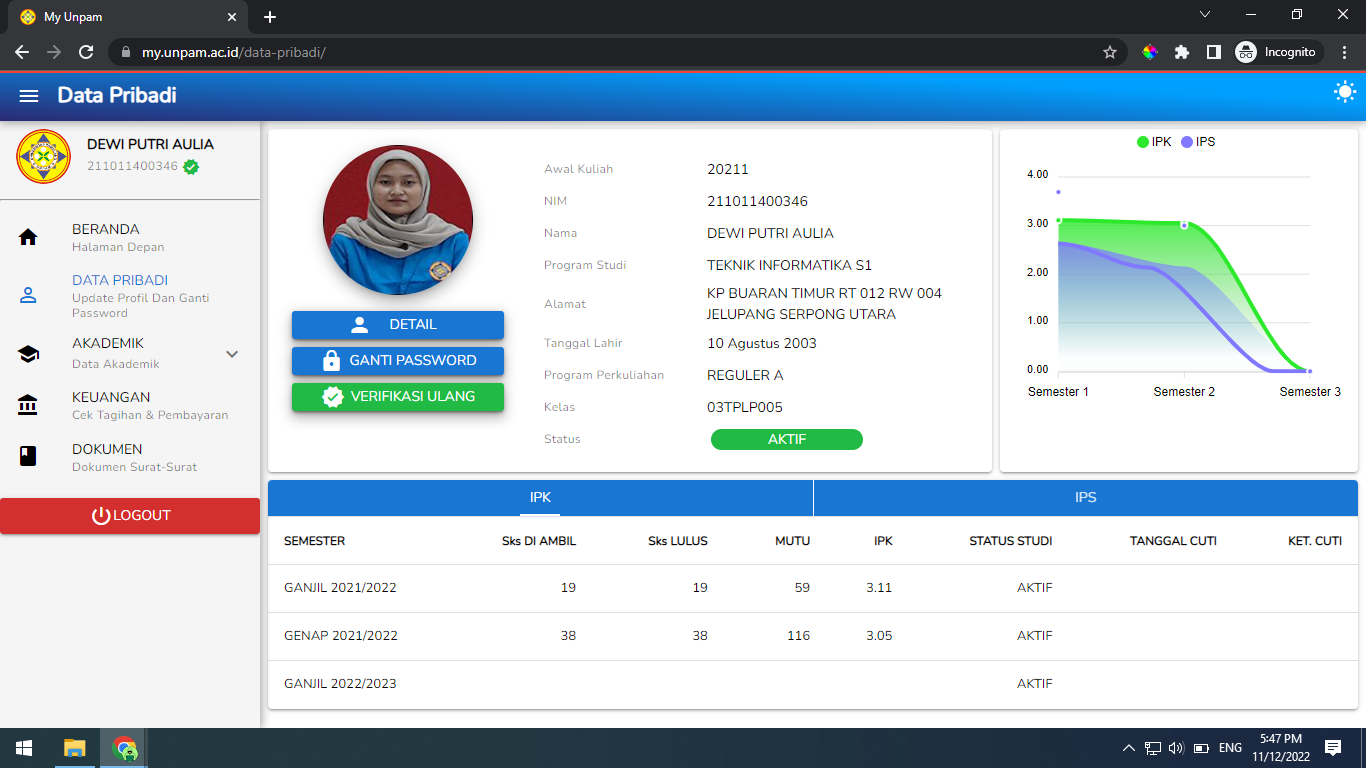 My Unpam
my.unpam.ac.id/data-pribadi/
Incognito
Data Pribadi
DEWI PUTRI AULIA
211011400346
BERANDA
Halaman Depan
DATA PRIBADI
Update Profil Dan Ganti
Password
AKADEMIK
Data Akademik
KEUANGAN
Cek Tagihan & Pembayaran
DOKUMEN
Dokumen Surat-Surat
LOGOUT
DETAIL
GANTI PASSWORD
VERIFIKASI ULANG
Awal Kuliah 20211
NIM 211011400346
Nama DEWI PUTRI AULIA
Program Studi TEKNIK INFORMATIKA S1
Alamat KP BUARAN TIMUR RT 012 RW 004
JELUPANG SERPONG UTARA
Tanggal Lahir 10 Agustus 2003
Program Perkuliahan REGULER A
Kelas 03TPLP005
Status AKTIF
IPK IPS
4.00
3.00
2.00
1.00
0.00
Semester 1 Semester 2 Semester 3
IPK IPS
SEMESTER Sks DI AMBIL Sks LULUS MUTU IPK STATUS STUDI TANGGAL CUTI KET. CUTI
GANJIL 2021/2022 19 19 59 3.11 AKTIF
GENAP 2021/2022 38 38 116 3.05 AKTIF
GANJIL 2022/2023 AKTIF
ENG
5:47 PM
11/12/2022